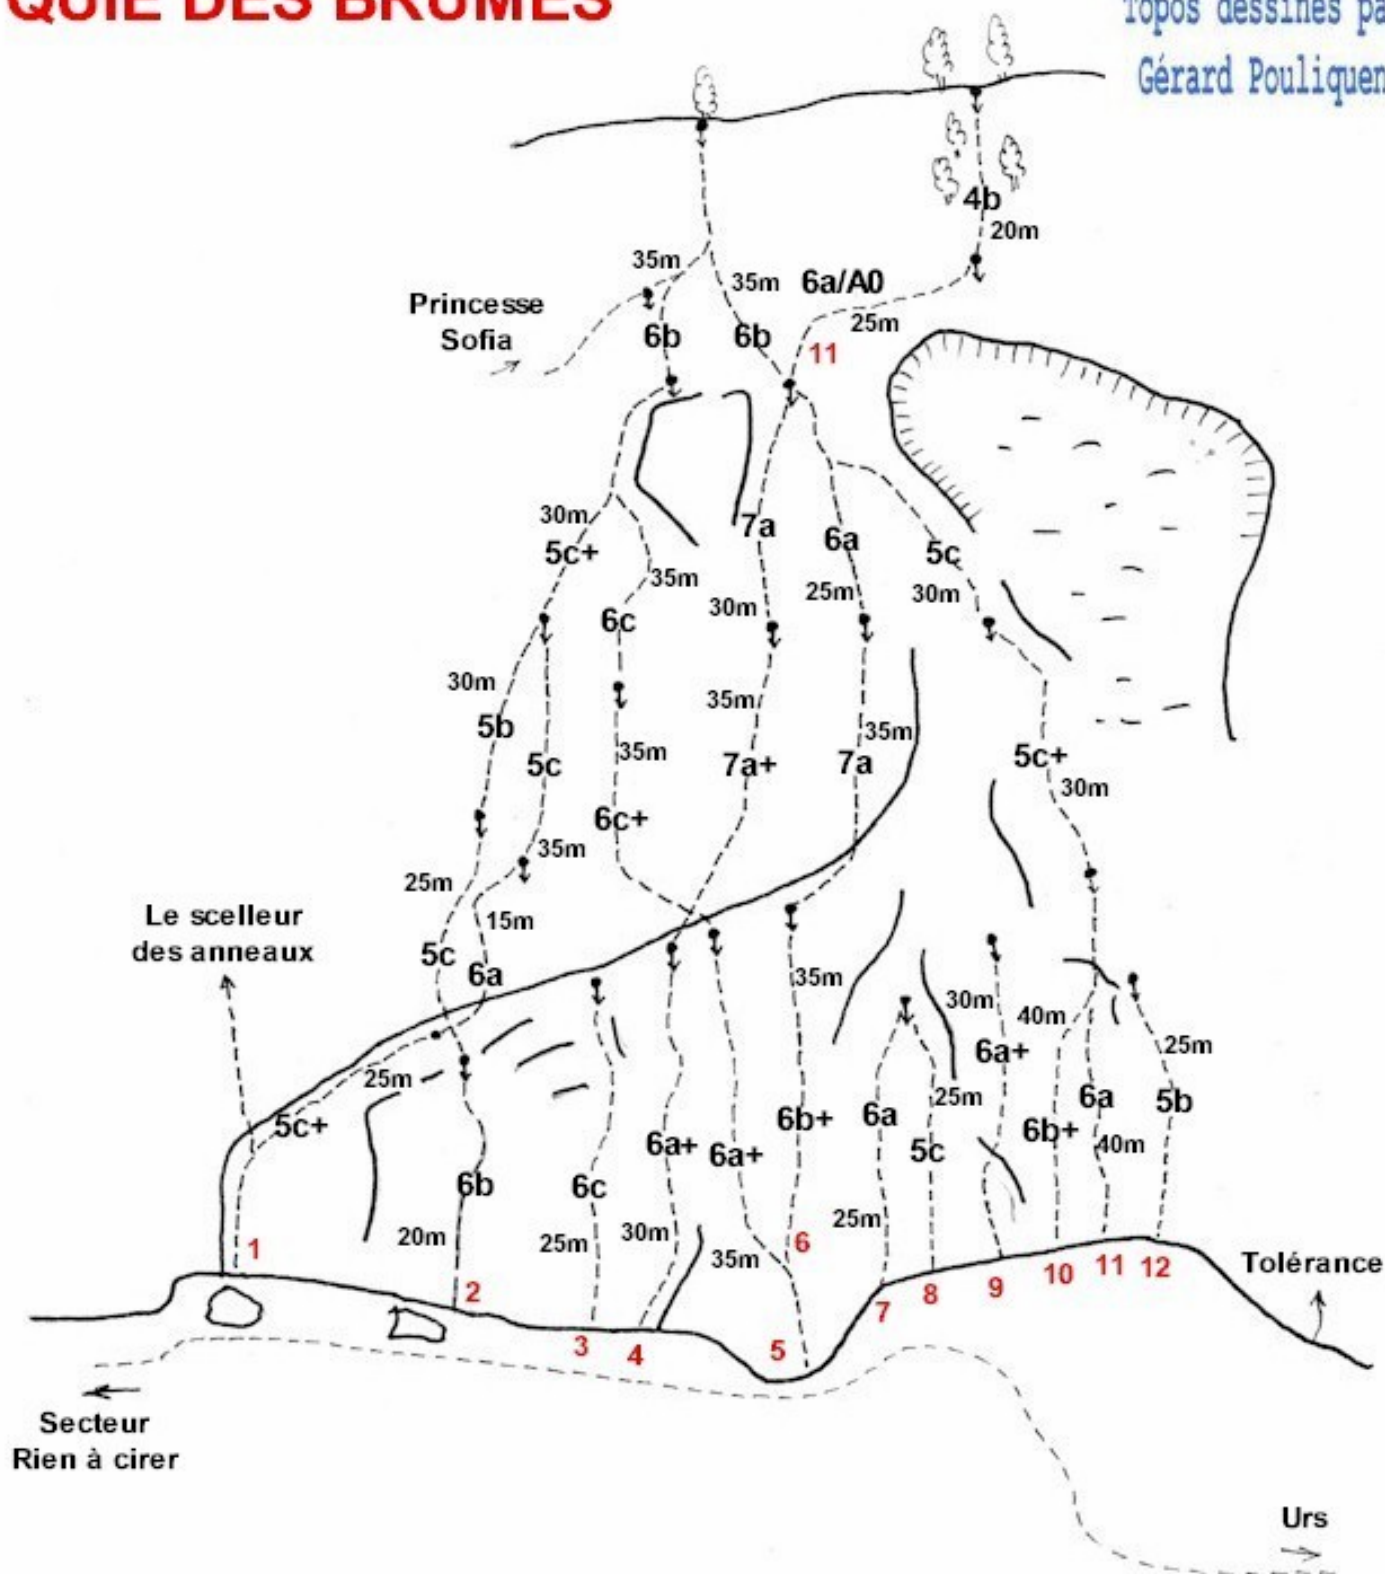 QUIE DES BRUMES
Topos dessinés pa
Gérard Pouliquen
4b
20m
35m
35m
6a/A0
Princesse
Sofia
25m
6b
6b
11
30m
7a
6a
5c
5c+
35m
30m
25m
30m
6c
30m
35m
5b
35m
35m
5c
7a+
7a
5c+
30m
6c+
35m
25m
Le scelleur
des anneaux
15m
5c
6a
35m
30m
40m
25m
6a+
25m
25m
6a
5b
5c+
6b+
6a
6b+
6a+
6a+
5c
40m
6b
6c
25m
20m
25m
30m
35m
6
1
Tolérance
2
12
11
10
9
8
7
3
4
5
Secteur
Rien à cirer
Urs